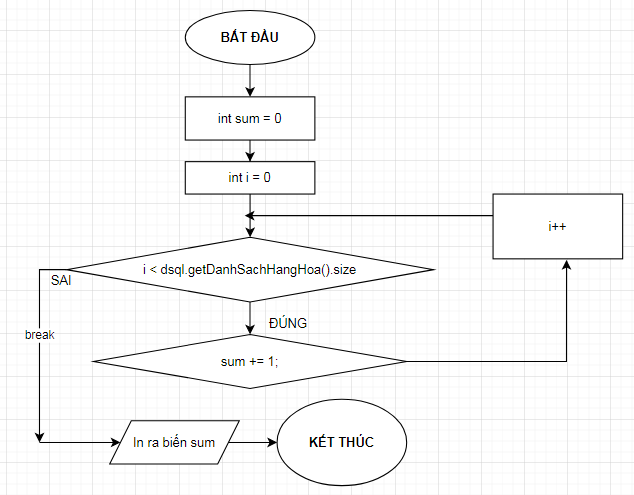 BẮT ĐẦU
int sum = 0
int i = 0
i++
i < dsql.getDanhSachHangHoa().size
SAI
ĐÚNG
break
sum += 1;
In ra biến sum
KẾT THÚC